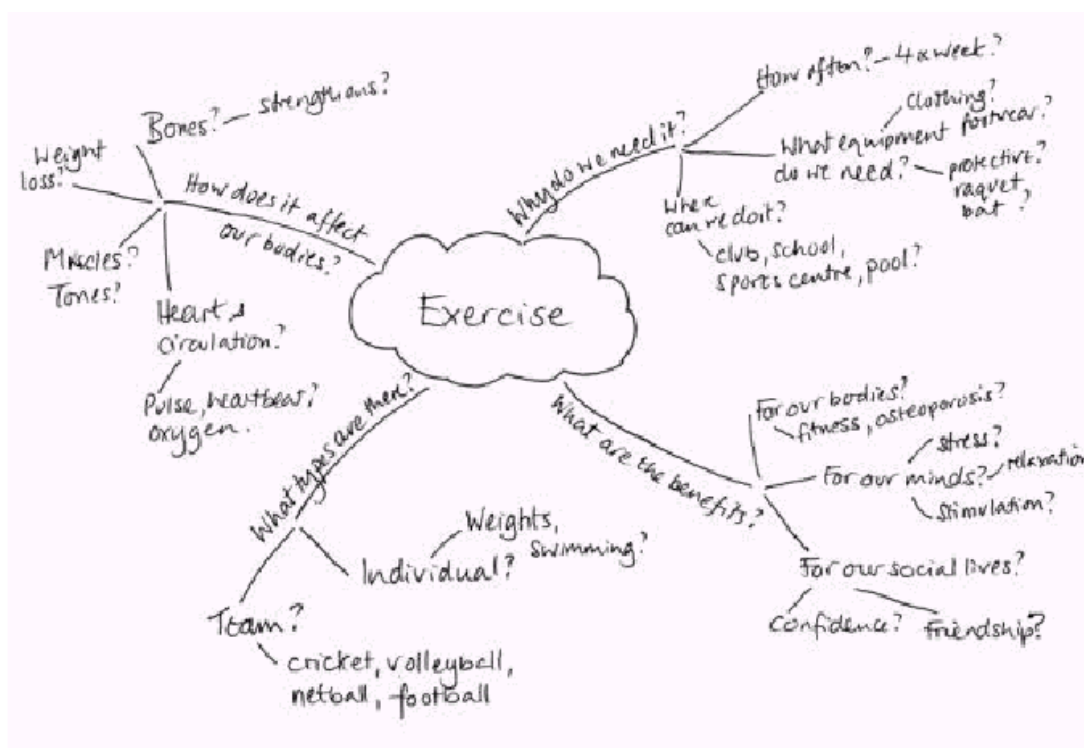 Exercise
How does it affect
our bodies?
Bones? – strengthens?
Weight
loss?
Muscles?
Tones?
Heart &
circulation?
Pulse, heartbeat?
oxygen.
Why do we need it?
How often? – 4 x week?
What equipment
do we need?
clothing?
footwear?
protective?
raquet,
bat ?
Where
can we do it?
club, school,
sports centre, pool?
What types are there?
Individual?
Weights,
swimming?
Team?
cricket, volleyball,
netball, football
What are the benefits?
For our bodies?
fitness, osteoporosis?
For our minds?
stress?
relaxation
stimulation?
For our social lives?
confidence?
Friendship?